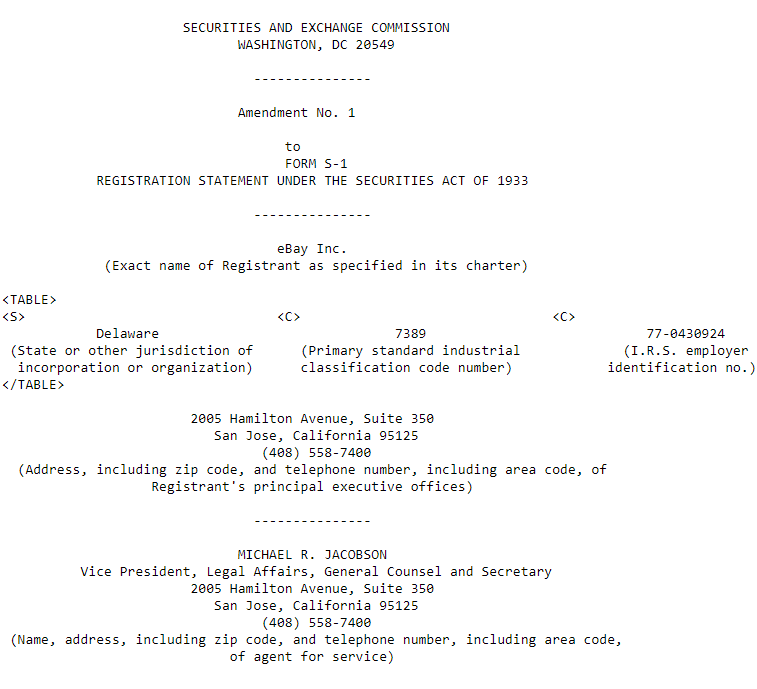 SECURITIES AND EXCHANGE COMMISSION
WASHINGTON, DC 20549
---------------
Amendment No. 1
to
FORM S-1
REGISTRATION STATEMENT UNDER THE SECURITIES ACT OF 1933
---------------
eBay Inc.
(Exact name of Registrant as specified in its charter)
<TABLE>
<S> <C> <C>
Delaware 7389 77-0430924
(State or other jurisdiction of (Primary standard industrial (I.R.S. employer
incorporation or organization) classification code number) identification no.)
</TABLE>
2005 Hamilton Avenue, Suite 350
San Jose, California 95125
(408) 558-7400
(Address, including zip code, and telephone number, including area code, of
Registrant's principal executive offices)
---------------
MICHAEL R. JACOBSON
Vice President, Legal Affairs, General Counsel and Secretary
2005 Hamilton Avenue, Suite 350
San Jose, California 95125
(408) 558-7400
(Name, address, including zip code, and telephone number, including area code,
of agent for service)